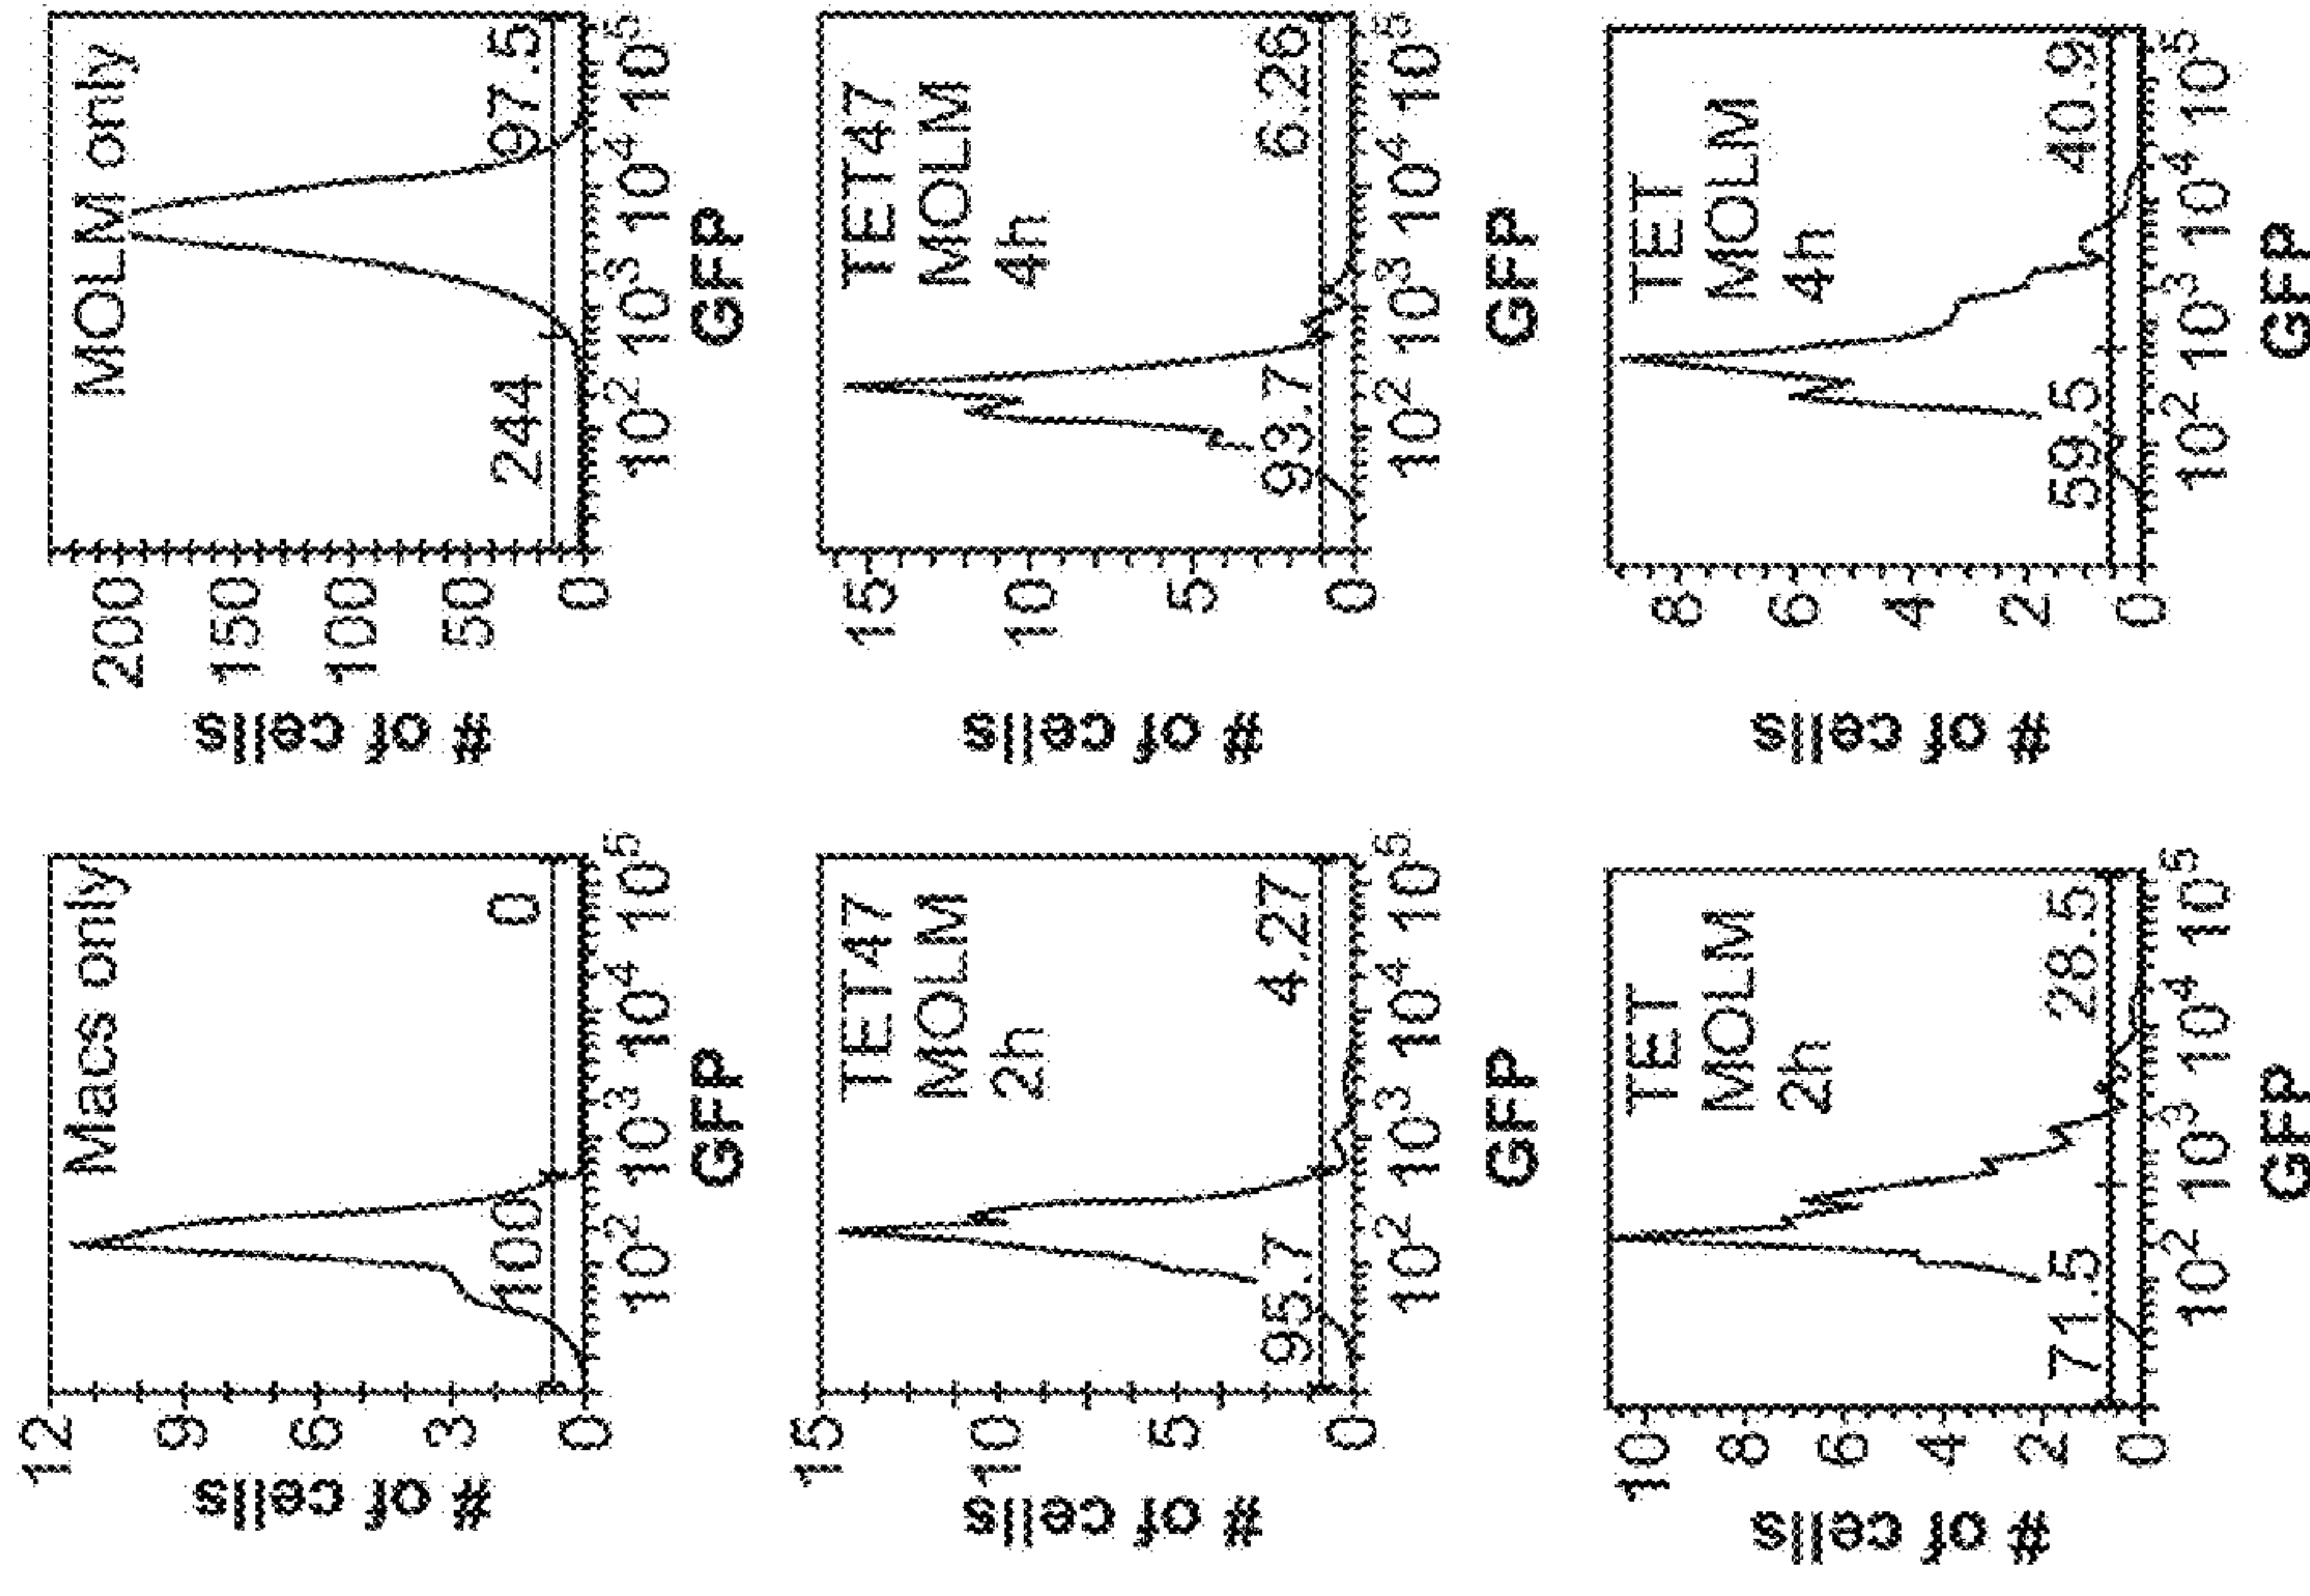 # of cells
12
9
6
3
0
Macs only
100
0
10² 10³ 10⁴ 10⁵
GFP
# of cells
200
150
100
50
0
MOLM only
244
97.5
10² 10³ 10⁴ 10⁵
GFP
# of cells
15
10
5
0
TET47
MOLM
2h
95.7
4.27
10² 10³ 10⁴ 10⁵
GFP
# of cells
15
10
5
0
TET47
MOLM
4h
93.7
6.26
10² 10³ 10⁴ 10⁵
GFP
# of cells
10
8
6
4
2
0
TET
MOLM
2h
71.5
28.5
10² 10³ 10⁴ 10⁵
GFP
# of cells
8
6
4
2
0
TET
MOLM
4h
59.5
40.9
10² 10³ 10⁴ 10⁵
GFP